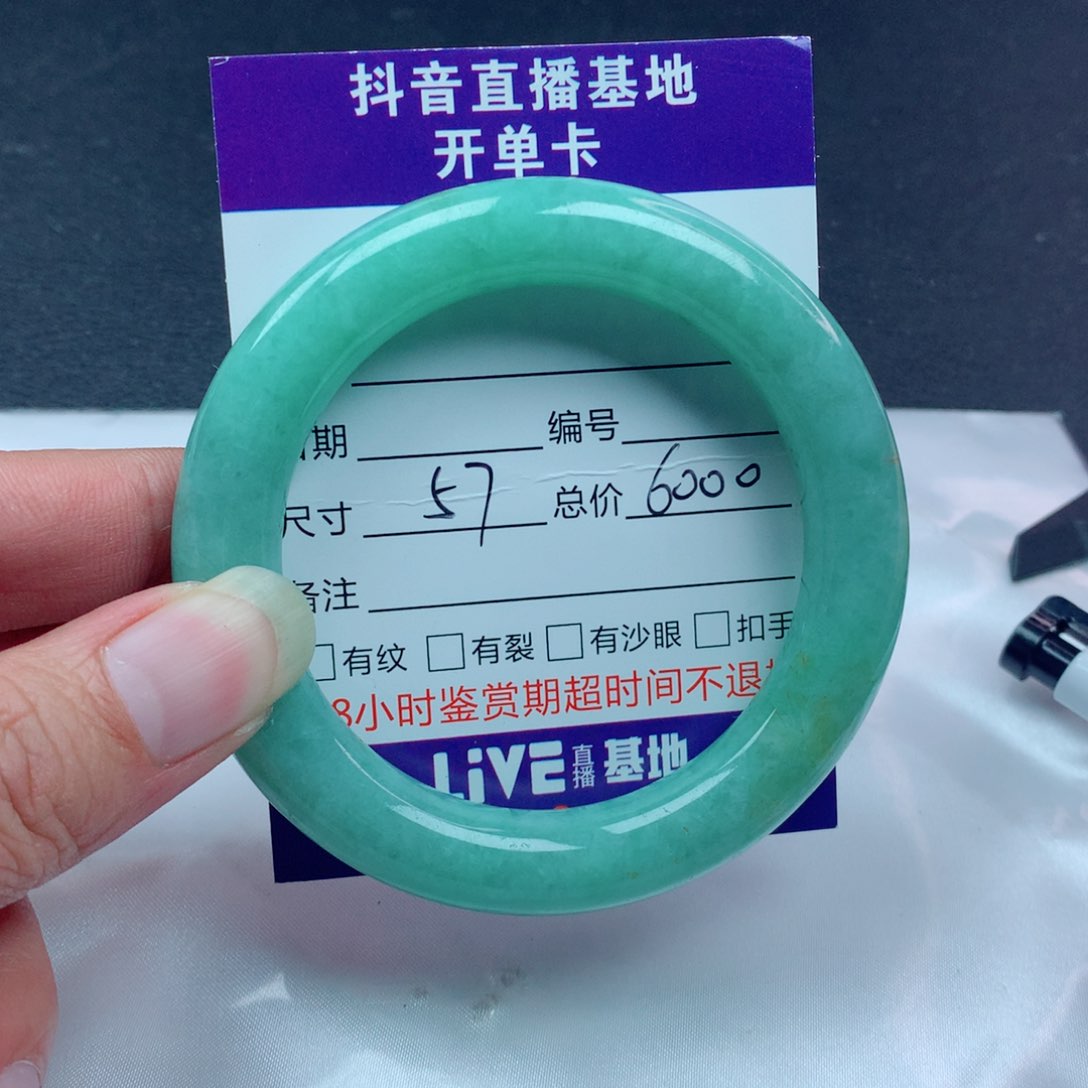 抖音直播基地
开单卡
期 编号
尺寸 57 总价 6000
备注
□有纹 □有裂 □有沙眼 □扣手
8小时鉴赏期超时间不退
LiVE直播基地